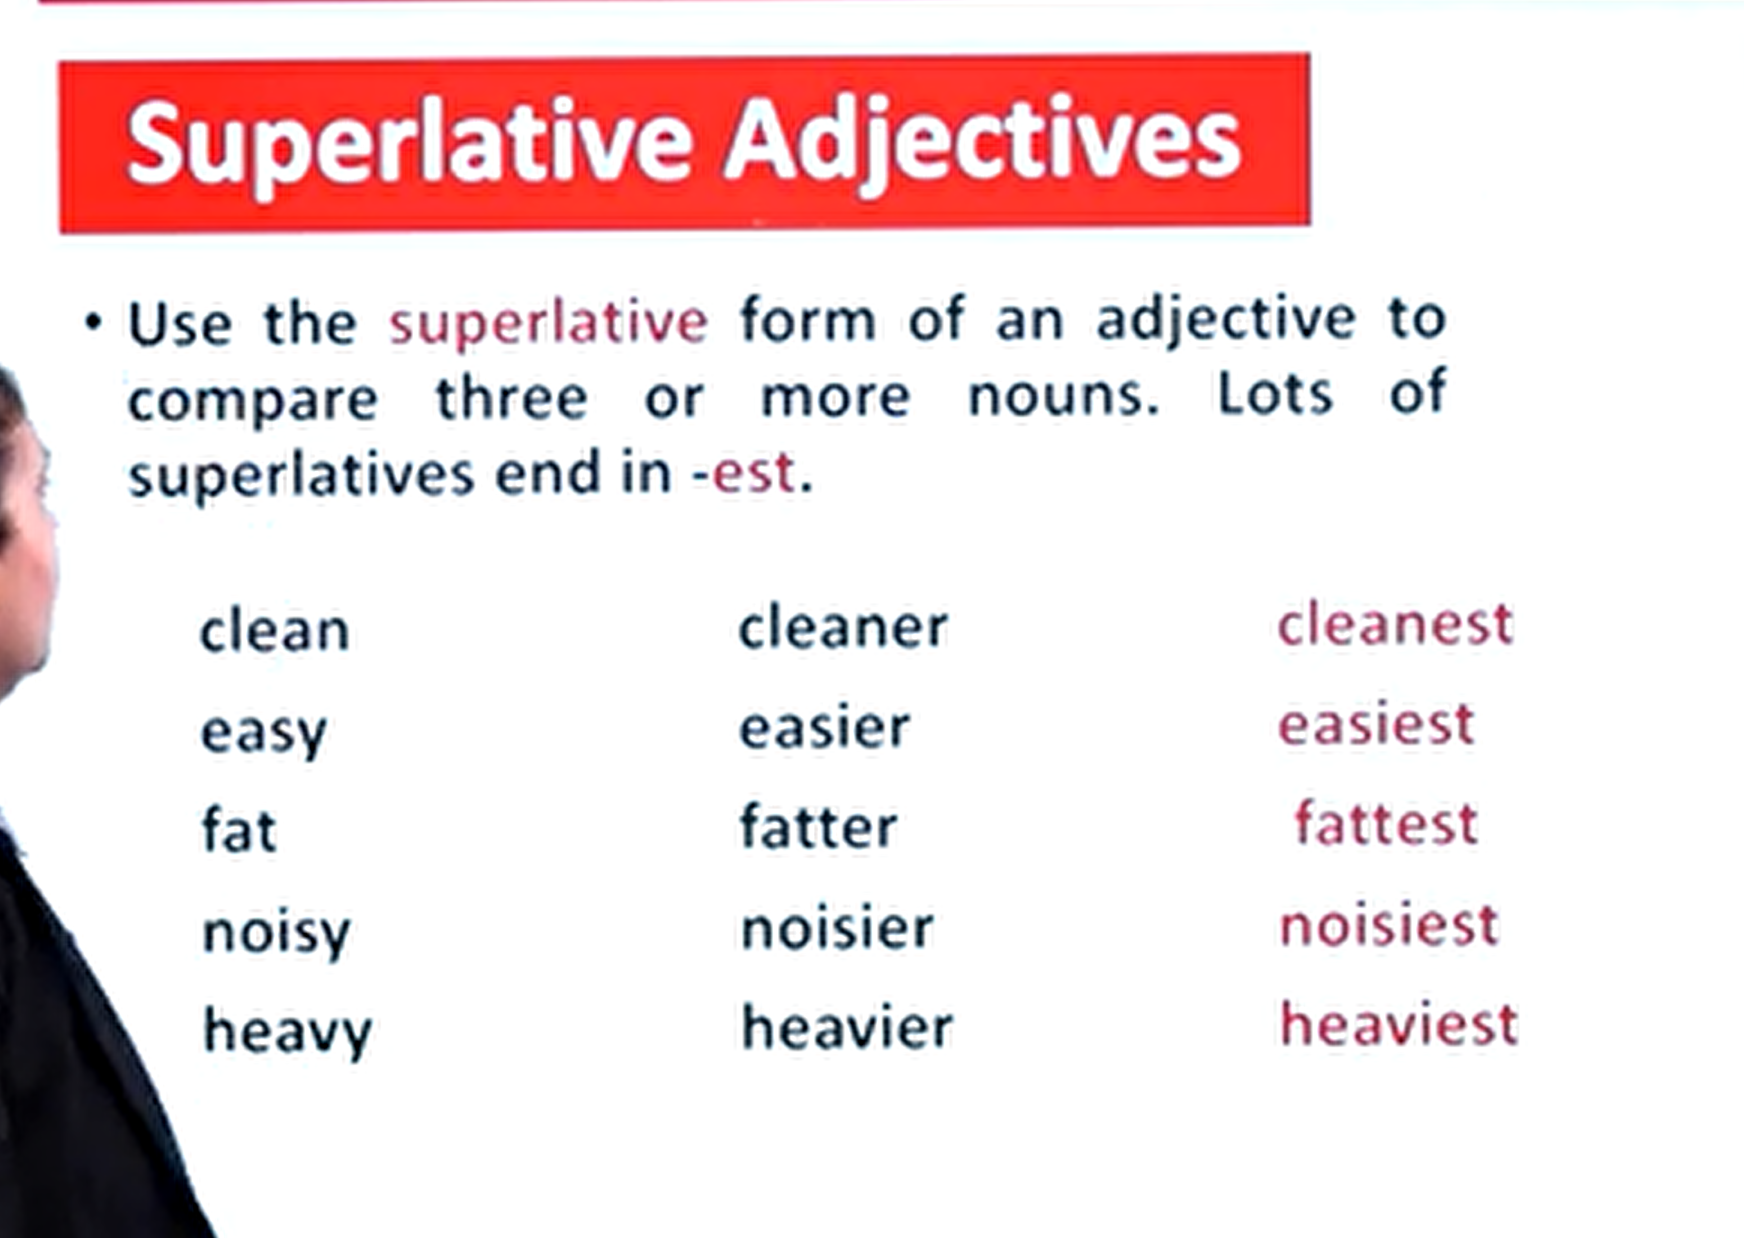 Superlative Adjectives
• Use the superlative form of an adjective to
compare three or more nouns. Lots of
superlatives end in -est.
clean cleaner cleanest
easy easier easiest
fat fatter fattest
noisy noisier noisiest
heavy heavier heaviest